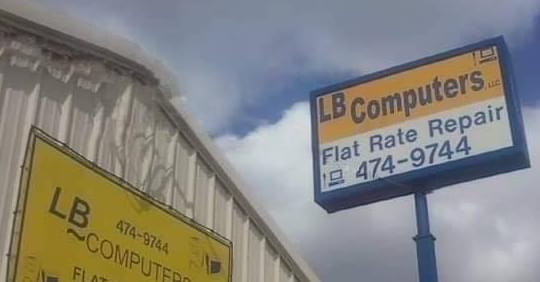 LB Computers, LLC
Flat Rate Repair
474-9744
LB
474-9744
~COMPUTERS